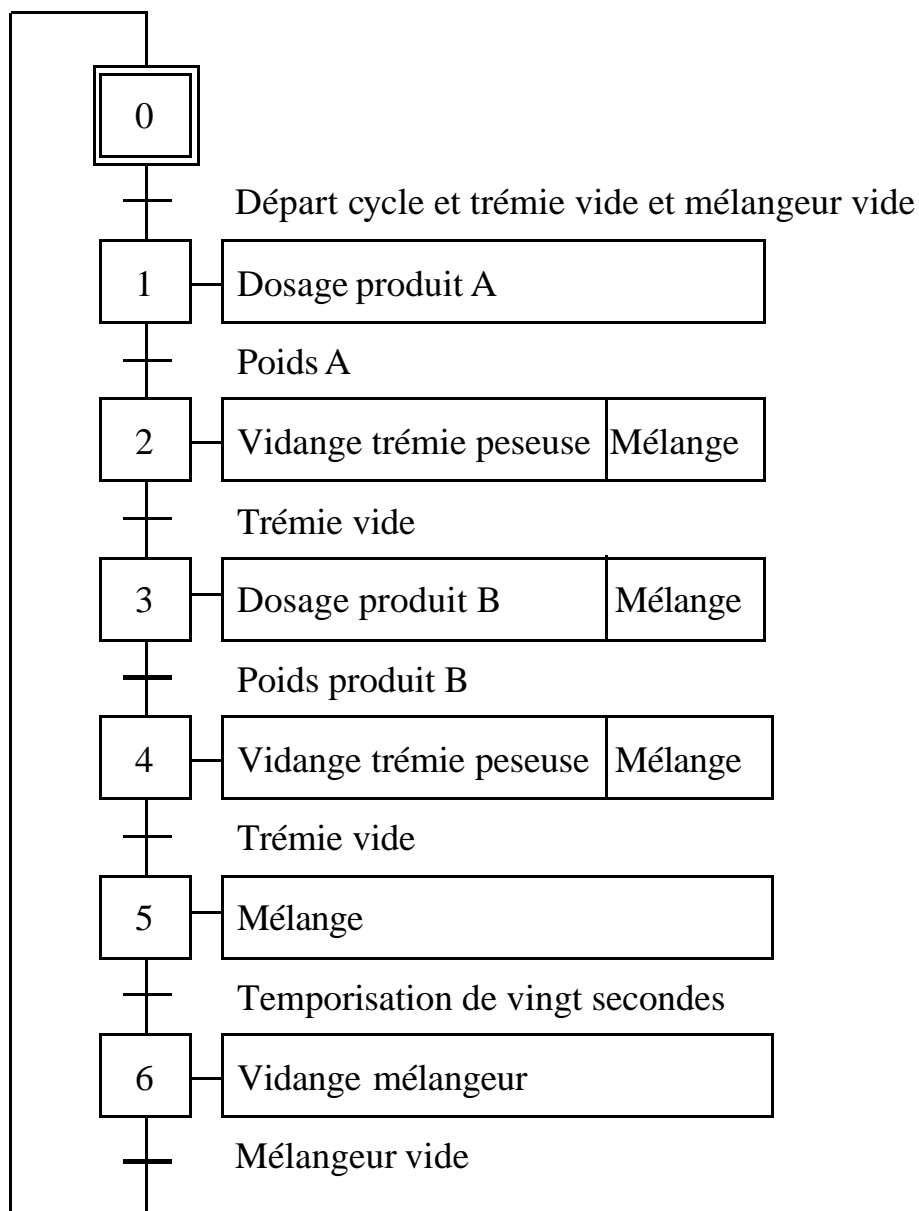 0
Départ cycle et trémie vide et mélangeur vide
1 Dosage produit A
Poids A
2 Vidange trémie peseuse Mélange
Trémie vide
3 Dosage produit B Mélange
Poids produit B
4 Vidange trémie peseuse Mélange
Trémie vide
5 Mélange
Temporisation de vingt secondes
6 Vidange mélangeur
Mélangeur vide